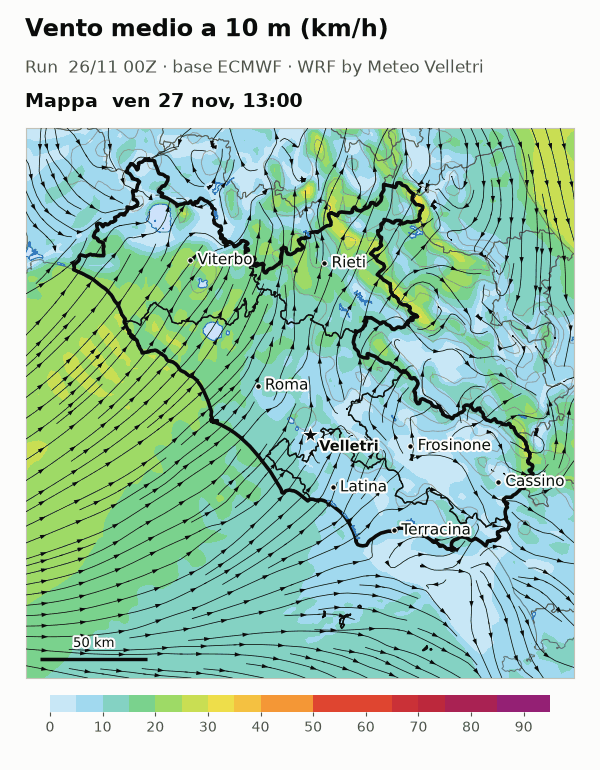 Vento medio a 10 m (km/h)
Run  26/11 00Z · base ECMWF · WRF by Meteo Velletri
Mappa  ven 27 nov, 13:00
Viterbo
Rieti
Roma
Velletri
Frosinone
Cassino
Latina
Terracina
50 km
0 10 20 30 40 50 60 70 80 90